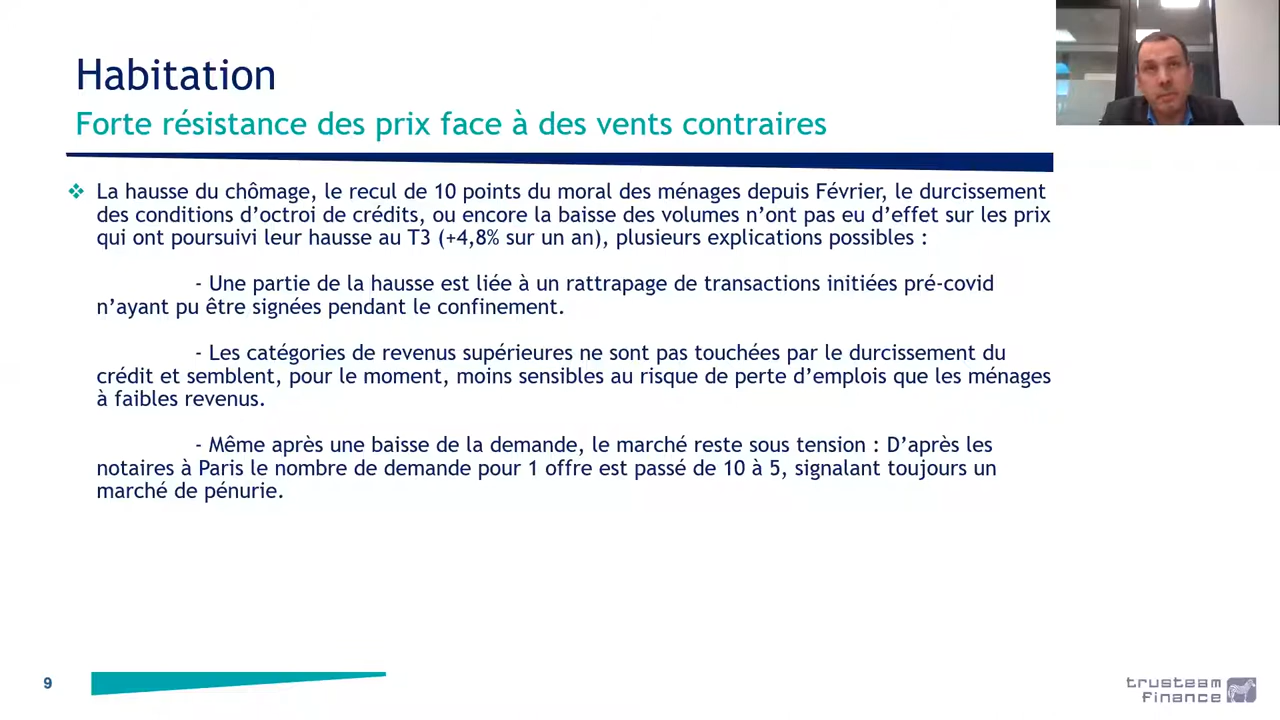 Habitation
Forte résistance des prix face à des vents contraires
❖ La hausse du chômage, le recul de 10 points du moral des ménages depuis Février, le durcissement
des conditions d’octroi de crédits, ou encore la baisse des volumes n’ont pas eu d’effet sur les prix
qui ont poursuivi leur hausse au T3 (+4,8% sur un an), plusieurs explications possibles :
- Une partie de la hausse est liée à un rattrapage de transactions initiées pré-covid
n’ayant pu être signées pendant le confinement.
- Les catégories de revenus supérieures ne sont pas touchées par le durcissement du
crédit et semblent, pour le moment, moins sensibles au risque de perte d’emplois que les ménages
à faibles revenus.
- Même après une baisse de la demande, le marché reste sous tension : D’après les
notaires à Paris le nombre de demande pour 1 offre est passé de 10 à 5, signalant toujours un
marché de pénurie.
9
trusteam
finance